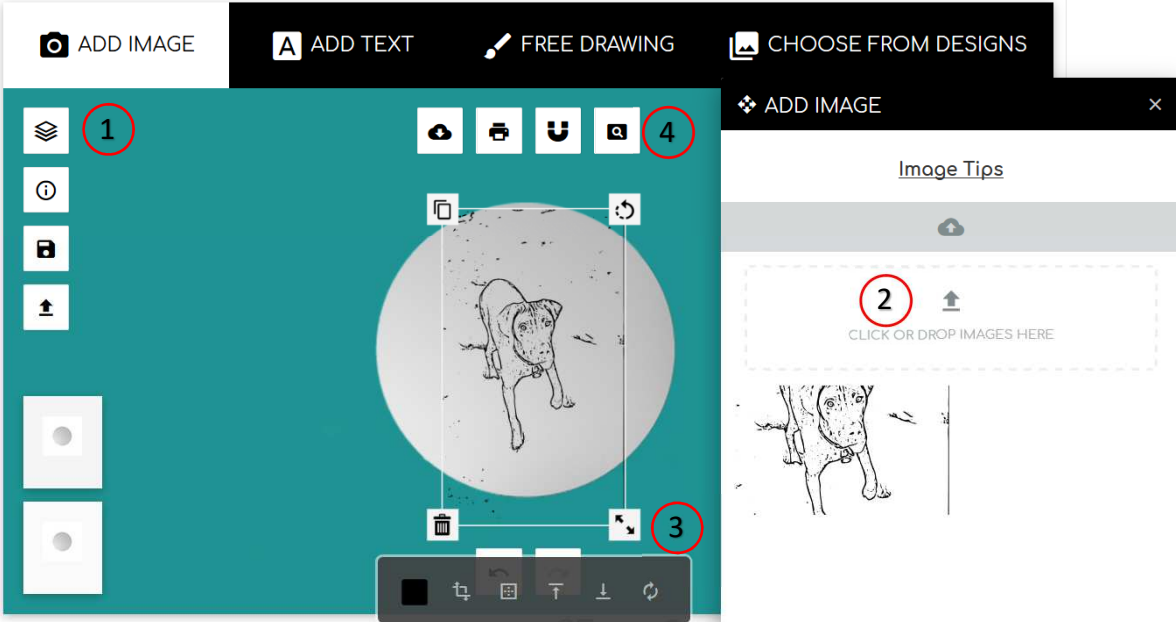 ADD IMAGE
A ADD TEXT
FREE DRAWING
CHOOSE FROM DESIGNS
1
4
ADD IMAGE
Image Tips
2
CLICK OR DROP IMAGES HERE
3